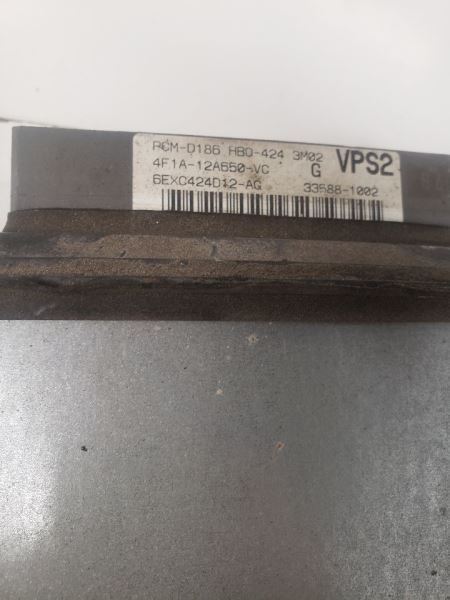 PCM-D186 HBO-424 3M02 VPS2
4F1A-12A650-VC G
6EXC424D12-AG 33588-1002